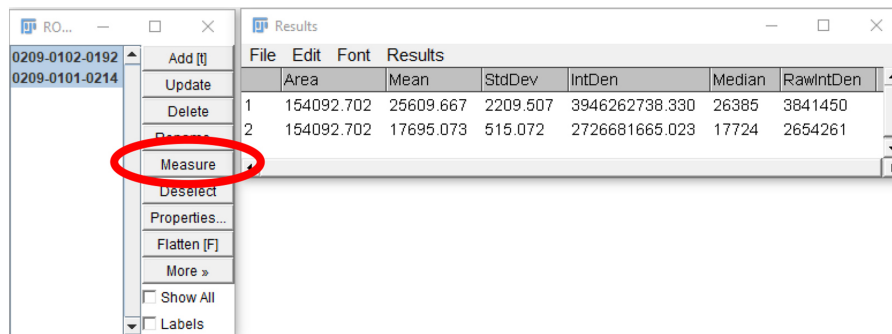 RO...
0209-0102-0192
0209-0101-0214
Add [t]
Update
Delete
Rename...
Measure
Deselect
Properties...
Flatten [F]
More »
Show All
Labels
Results
File Edit Font Results
Area Mean StdDev IntDen Median RawIntDen
1 154092.702 25609.667 2209.507 3946262738.330 26385 3841450
2 154092.702 17695.073 515.072 2726681665.023 17724 2654261